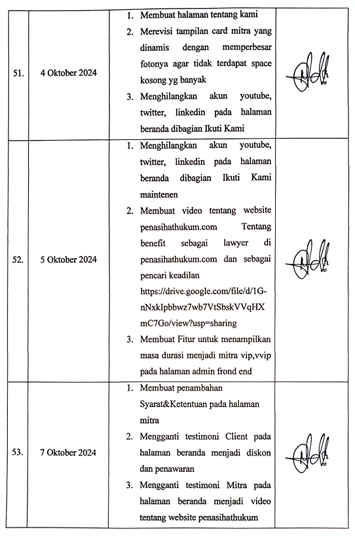 1. Membuat halaman tentang kami
2. Merevisi tampilan card mitra yang
dinamis dengan memperbesar
fotonya agar tidak terdapat space
kosong yg banyak
3. Menghilangkan akun youtube,
twitter, linkedin pada halaman
beranda dibagian Ikuti Kami
51.
4 Oktober 2024
1. Menghilangkan akun youtube,
twitter, linkedin pada halaman
beranda dibagian Ikuti Kami
maintenen
2. Membuat video tentang website
penasihathukum.com Tentang
benefit sebagai lawyer di
penasihathukum.com dan sebagai
pencari keadilan
https://drive.google.com/file/d/1G-
nNxkIpbbwz7wb7VtSbskVVqHX
mC7Go/view?usp=sharing
3. Membuat Fitur untuk menampilkan
masa durasi menjadi mitra vip,vvip
pada halaman admin frond end
52.
5 Oktober 2024
1. Membuat penambahan
Syarat&Ketentuan pada halaman
mitra
2. Mengganti testimoni Client pada
halaman beranda menjadi diskon
dan penawaran
3. Mengganti testimoni Mitra pada
halaman beranda menjadi video
tentang website penasihathukum
53.
7 Oktober 2024